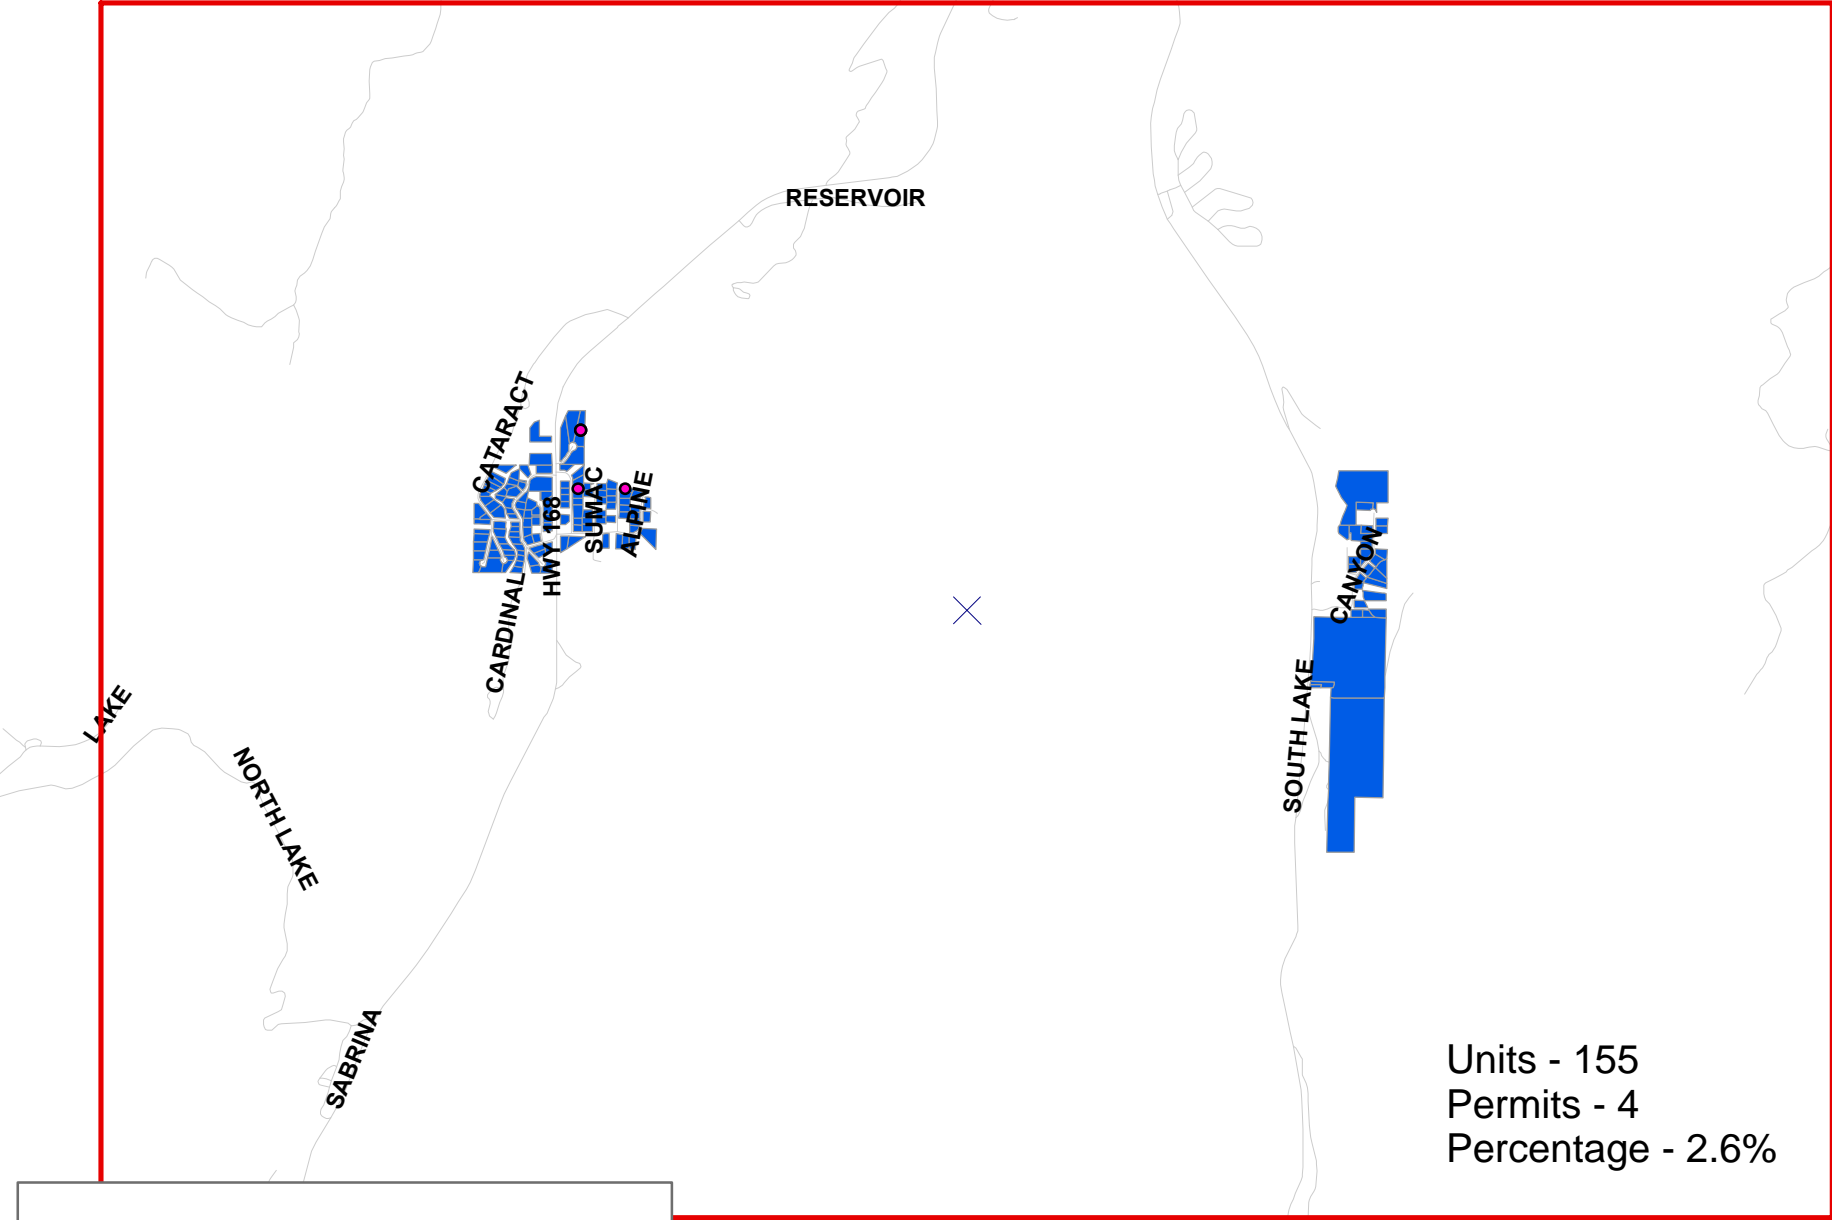 RESERVOIR
CATARACT
SUMAC
ALPINE
HWY 168
CANYON
CARDINAL
SOUTH LAKE
LAKE
NORTH LAKE
SABRINA
Units - 155
Permits - 4
Percentage - 2.6%